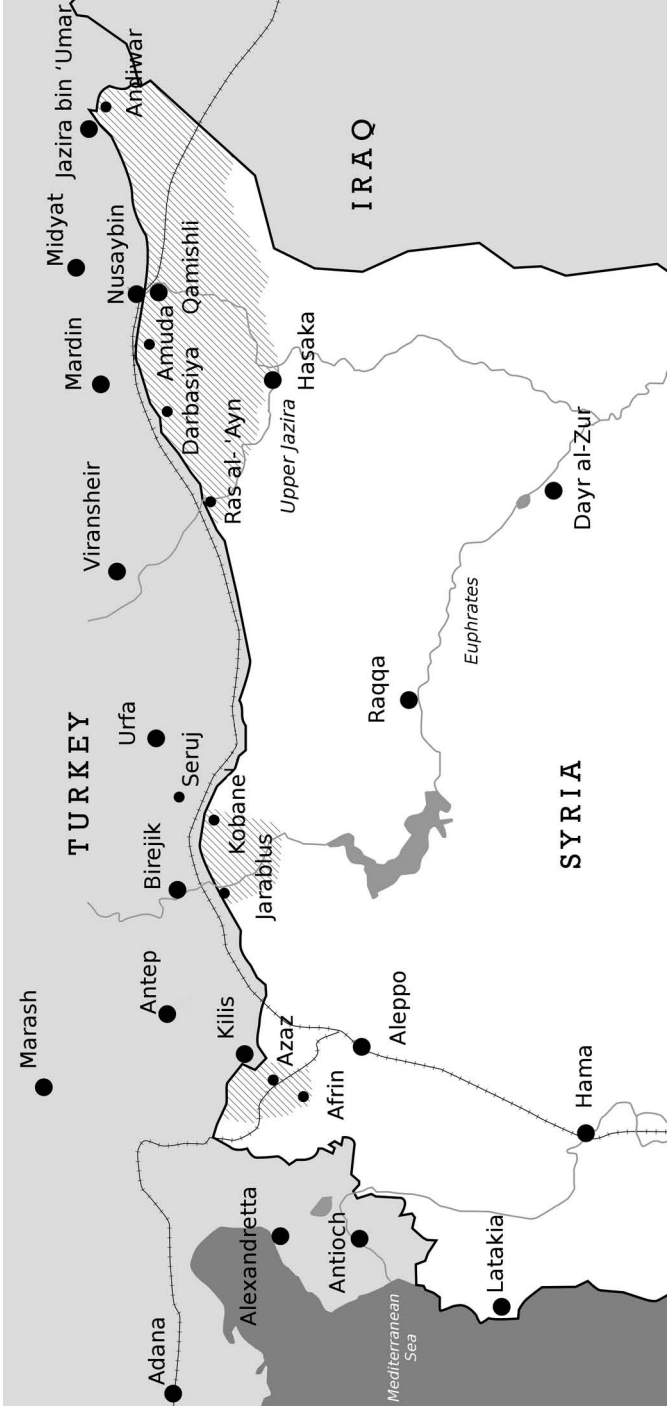 Marash
TURKEY
Adana
Antep
Birejik
Urfa
Seruj
Viransheir
Mardin
Midyat
Jazira bin ‘Umar
Andiwar
Nusaybin
Qamishli
Amuda
Darbasiya
Ras al-‘Ayn
Kilis
Azaz
Afrin
Jarablus
Kobane
Upper Jazira
Hasaka
Alexandretta
Antioch
Aleppo
Raqqa
Euphrates
IRAQ
Mediterranean
Sea
Latakia
Hama
SYRIA
Dayr al-Zur